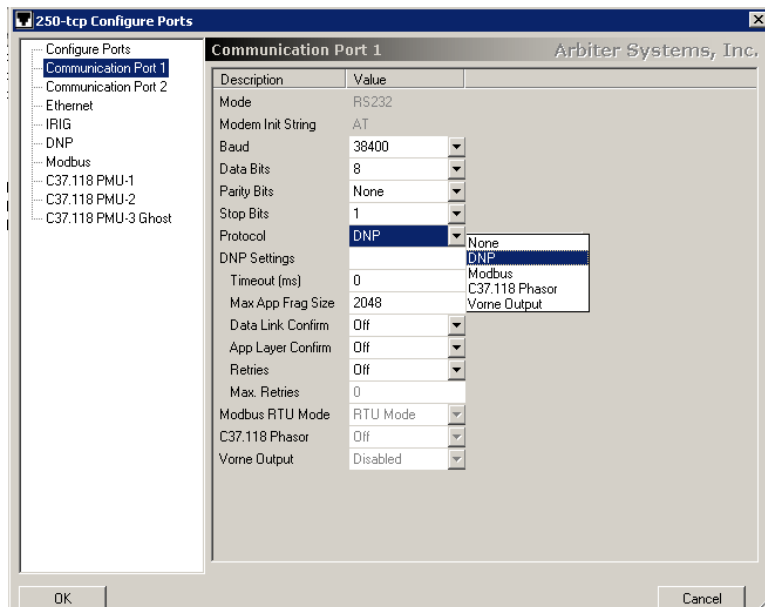 250-tcp Configure Ports
Configure Ports
Communication Port 1
Communication Port 2
Ethernet
IRIG
DNP
Modbus
C37.118 PMU-1
C37.118 PMU-2
C37.118 PMU-3 Ghost
Communication Port 1
Arbiter Systems, Inc.
Description Value
Mode RS232
Modem Init String AT
Baud 38400
Data Bits 8
Parity Bits None
Stop Bits 1
Protocol DNP
None
DNP
Modbus
C37.118 Phasor
Vorne Output
DNP Settings
Timeout (ms) 0
Max App Frag Size 2048
Data Link Confirm Off
App Layer Confirm Off
Retries Off
Max. Retries 0
Modbus RTU Mode RTU Mode
C37.118 Phasor Off
Vorne Output Disabled
OK
Cancel